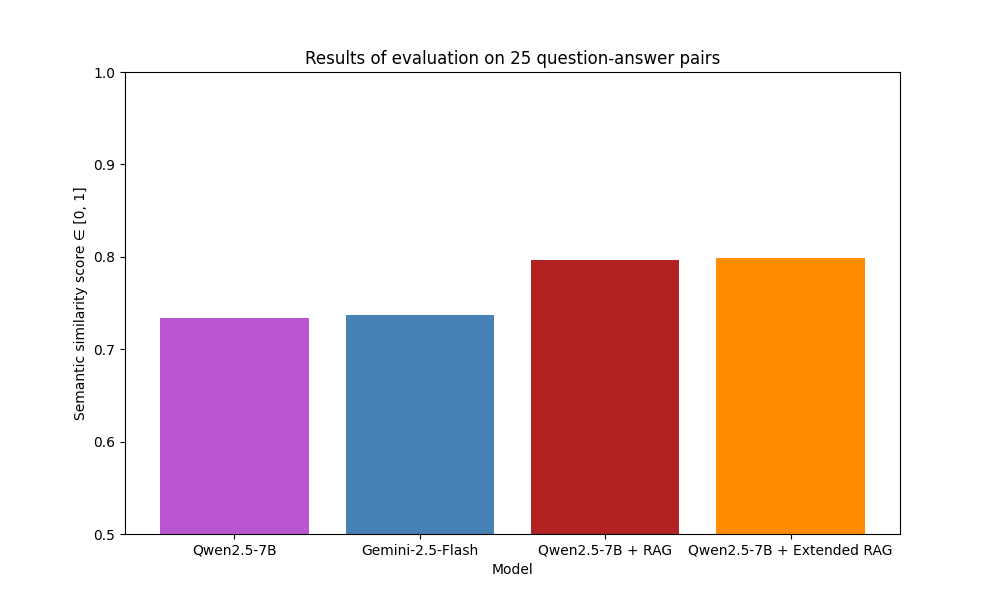 Results of evaluation on 25 question-answer pairs
Semantic similarity score ∈ [0, 1]
1.0
0.9
0.8
0.7
0.6
0.5
Qwen2.5-7B
Gemini-2.5-Flash
Qwen2.5-7B + RAG
Qwen2.5-7B + Extended RAG
Model